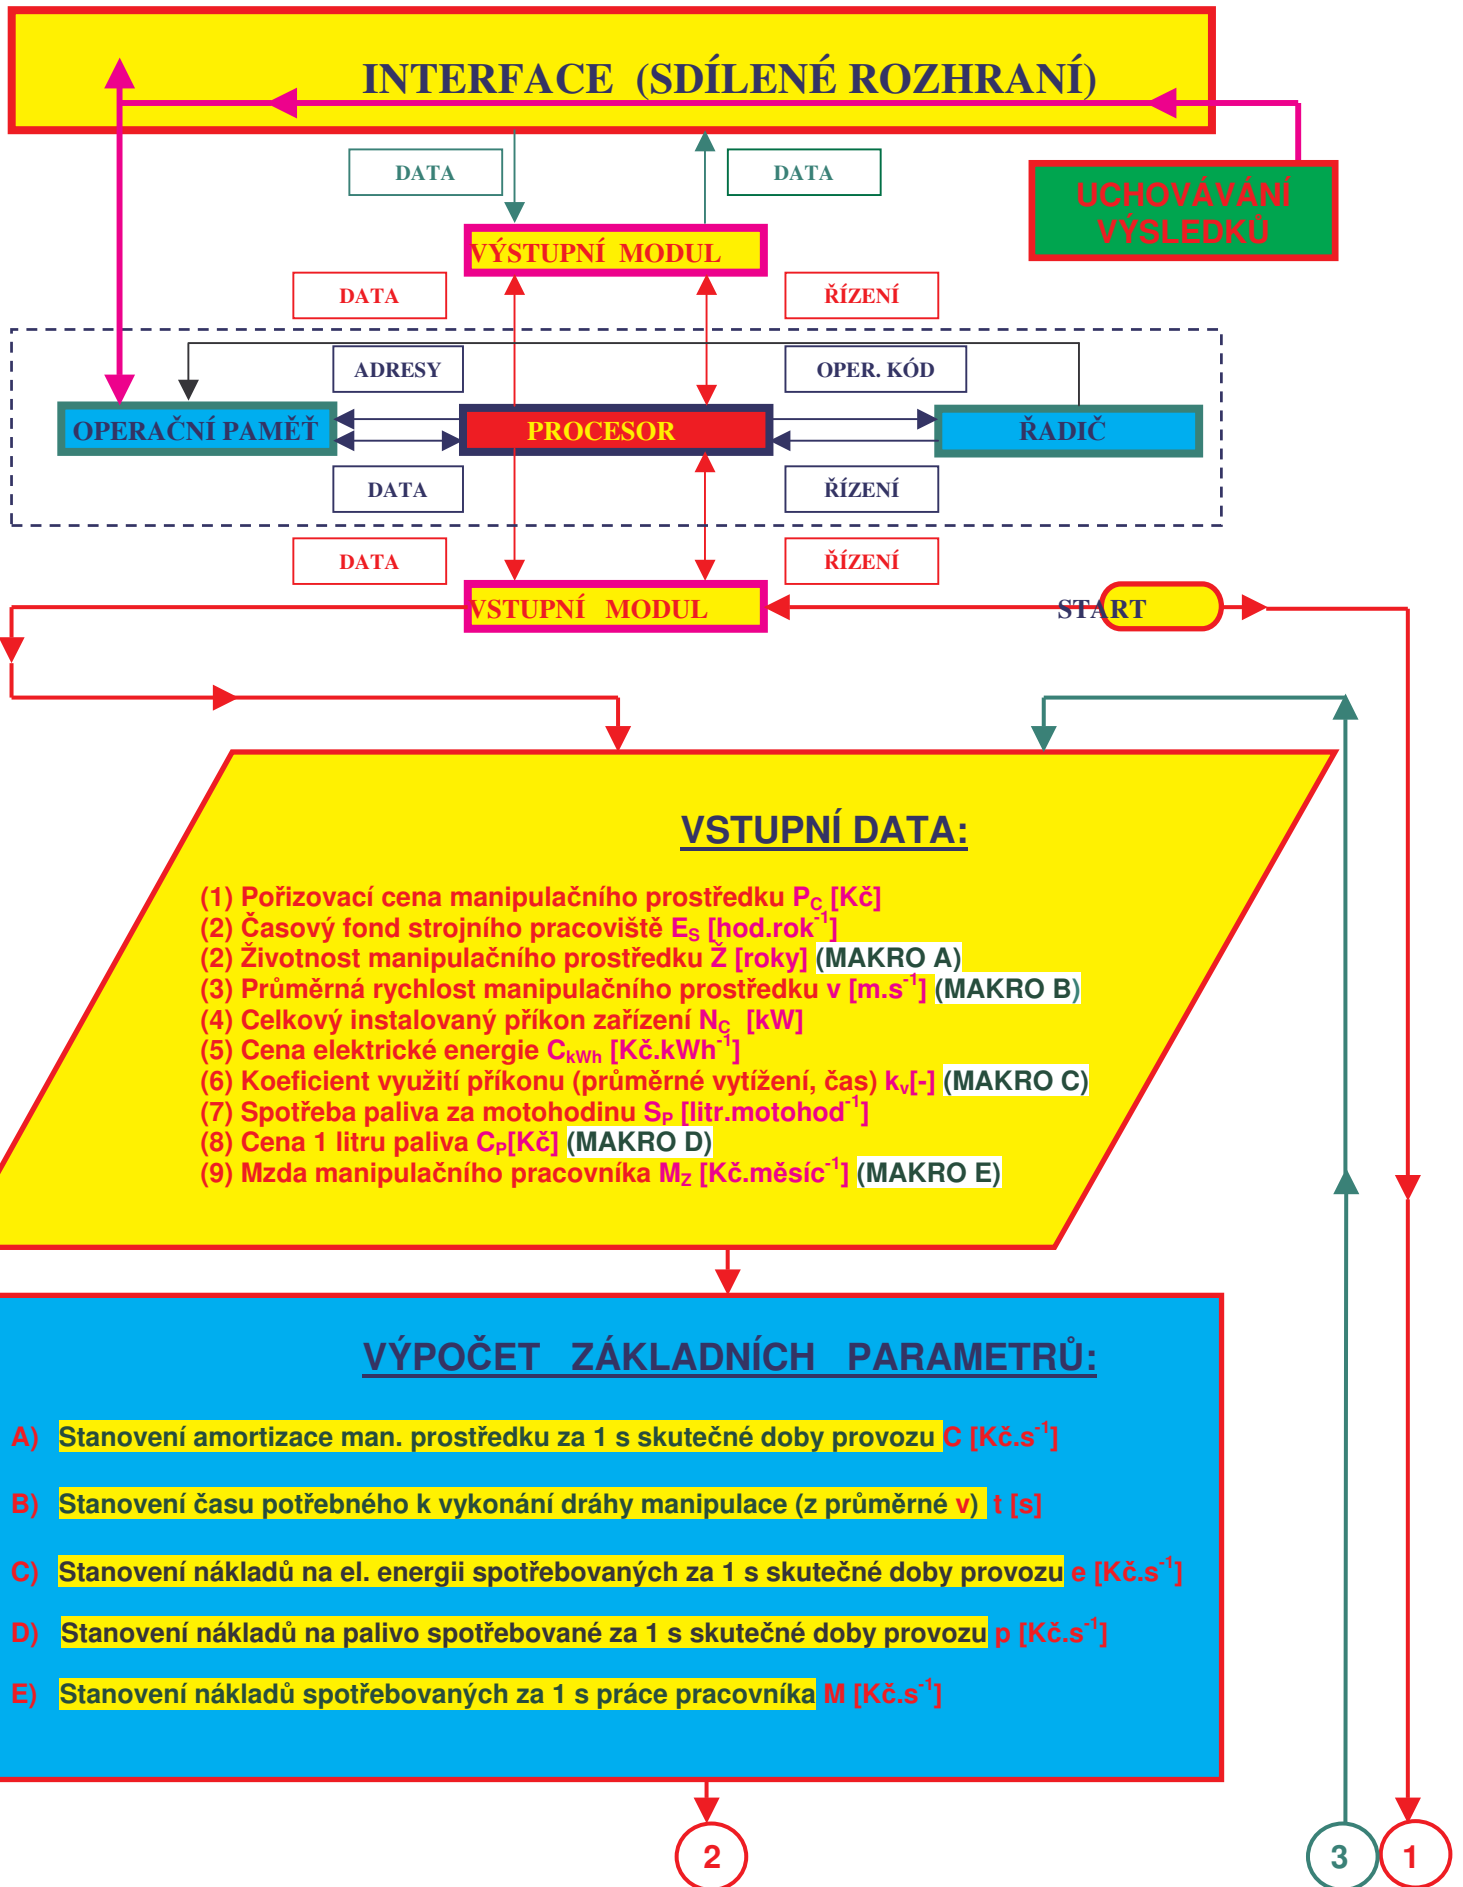 INTERFACE (SDÍLENÉ ROZHRANÍ)
DATA
DATA
UCHOVÁVÁNÍ
VÝSLEDKŮ
VÝSTUPNÍ MODUL
DATA
ŘÍZENÍ
ADRESY
OPER. KÓD
OPERAČNÍ PAMĚŤ
PROCESOR
ŘADIČ
DATA
ŘÍZENÍ
DATA
ŘÍZENÍ
VSTUPNÍ MODUL
START
VSTUPNÍ DATA:
(1) Pořizovací cena manipulačního prostředku P_C [Kč]
(2) Časový fond strojního pracoviště E_S [hod.rok⁻¹]
(2) Životnost manipulačního prostředku Ž [roky] (MAKRO A)
(3) Průměrná rychlost manipulačního prostředku v [m.s⁻¹] (MAKRO B)
(4) Celkový instalovaný příkon zařízení N_C [kW]
(5) Cena elektrické energie C_kWh [Kč.kWh⁻¹]
(6) Koeficient využití příkonu (průměrné vytížení, čas) k_v[-] (MAKRO C)
(7) Spotřeba paliva za motohodinu S_P [litr.motohod⁻¹]
(8) Cena 1 litru paliva C_P[Kč] (MAKRO D)
(9) Mzda manipulačního pracovníka M_Z [Kč.měsíc⁻¹] (MAKRO E)
VÝPOČET ZÁKLADNÍCH PARAMETRŮ:
A) Stanovení amortizace man. prostředku za 1 s skutečné doby provozu C [Kč.s⁻¹]
B) Stanovení času potřebného k vykonání dráhy manipulace (z průměrné v) t [s]
C) Stanovení nákladů na el. energii spotřebovaných za 1 s skutečné doby provozu e [Kč.s⁻¹]
D) Stanovení nákladů na palivo spotřebované za 1 s skutečné doby provozu p [Kč.s⁻¹]
E) Stanovení nákladů spotřebovaných za 1 s práce pracovníka M [Kč.s⁻¹]
2
3
1